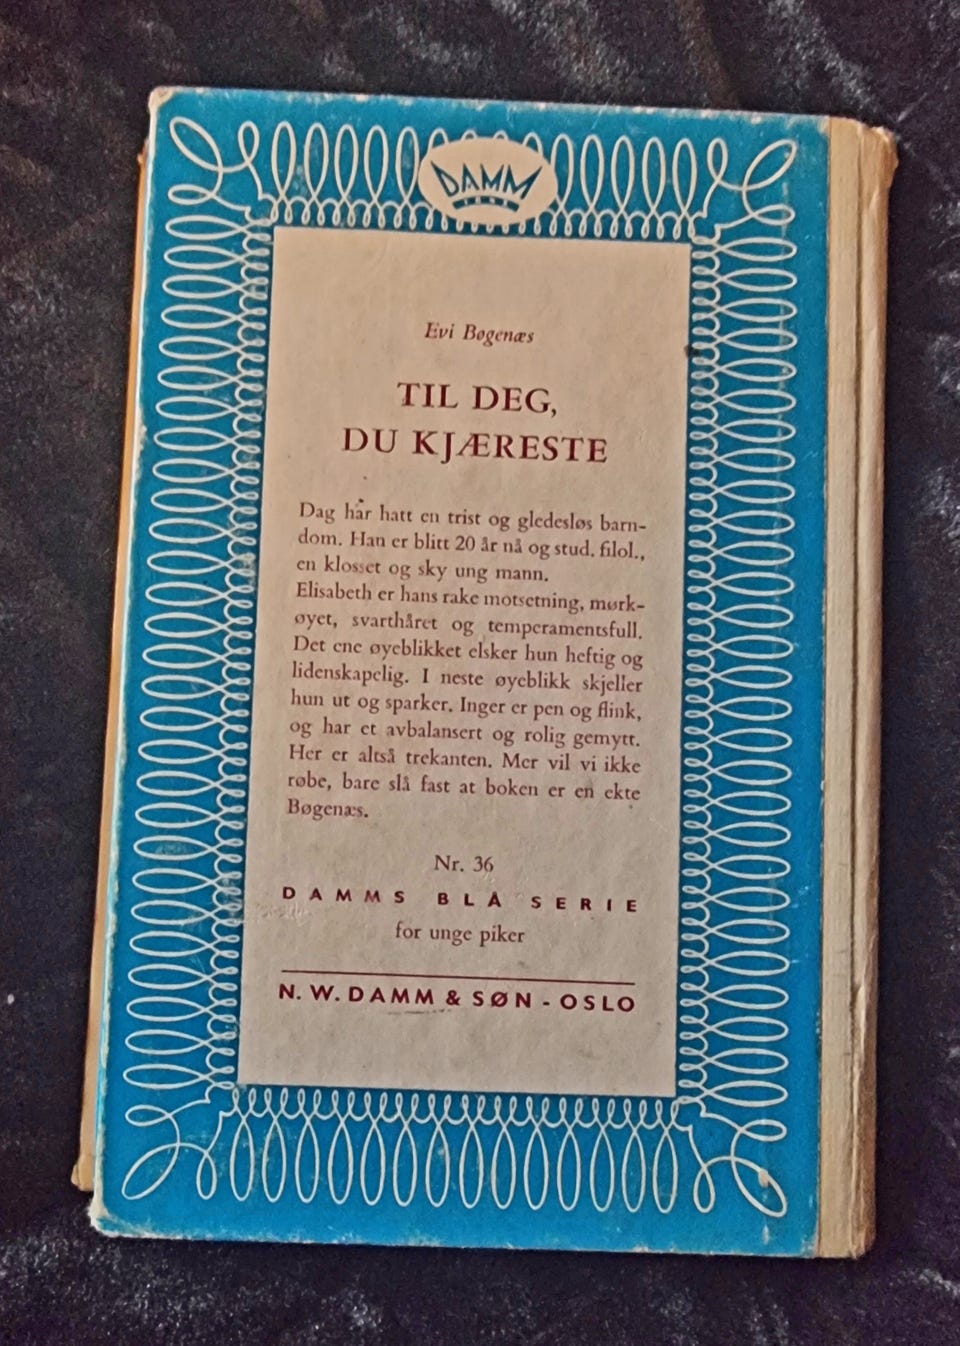 DAMM
Evi Bøgenæs
TIL DEG,
DU KJÆRESTE
Dag har hatt en trist og gledesløs barn-
dom. Han er blitt 20 år nå og stud. filol.,
en klosset og sky ung mann.
Elisabeth er hans rake motsetning, mørk-
øyet, svarthåret og temperamentsfull.
Det ene øyeblikket elsker hun heftig og
lidenskapelig. I neste øyeblikk skjeller
hun ut og sparker. Inger er pen og flink,
og har et avbalansert og rolig gemytt.
Her er altså trekanten. Mer vil vi ikke
røbe, bare slå fast at boken er en ekte
Bøgenæs.
Nr. 36
DAMMS BLÅ SERIE
for unge piker
N. W. DAMM & SØN - OSLO